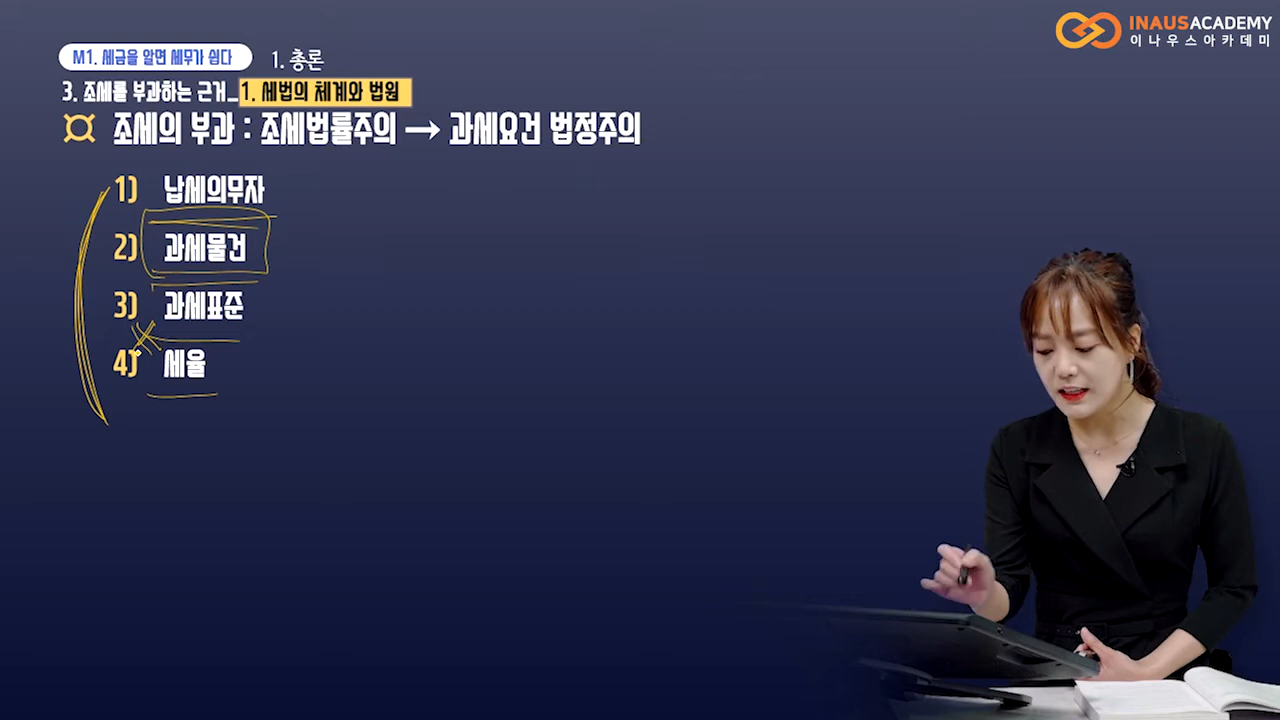 INAUSACADEMY
이나우스아카데미
M1. 세금을 알면 세무가 쉽다 1. 총론
3. 조세를 부과하는 근거_1. 세법의 체계와 법원
¤ 조세의 부과 : 조세법률주의 → 과세요건 법정주의
1) 납세의무자
2) 과세물건
3) 과세표준
4) 세율